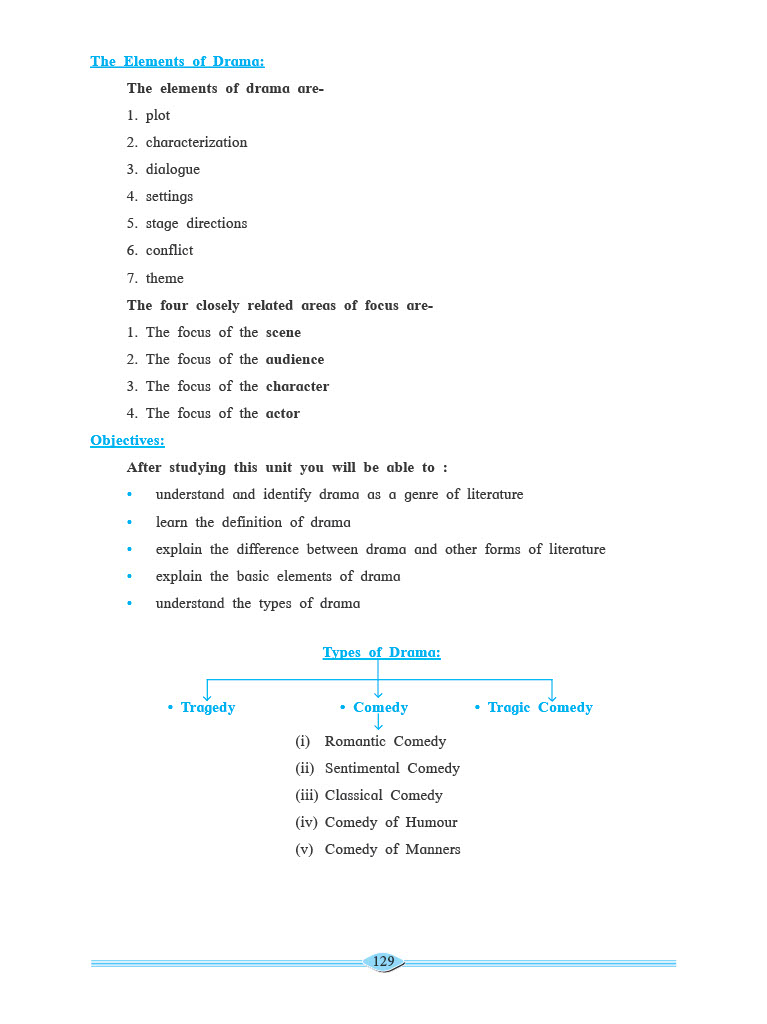 The Elements of Drama:
The elements of drama are-
1. plot
2. characterization
3. dialogue
4. settings
5. stage directions
6. conflict
7. theme
The four closely related areas of focus are-
1. The focus of the scene
2. The focus of the audience
3. The focus of the character
4. The focus of the actor
Objectives:
After studying this unit you will be able to :
• understand and identify drama as a genre of literature
• learn the definition of drama
• explain the difference between drama and other forms of literature
• explain the basic elements of drama
• understand the types of drama
Types of Drama:
• Tragedy • Comedy • Tragic Comedy
(i) Romantic Comedy
(ii) Sentimental Comedy
(iii) Classical Comedy
(iv) Comedy of Humour
(v) Comedy of Manners
129